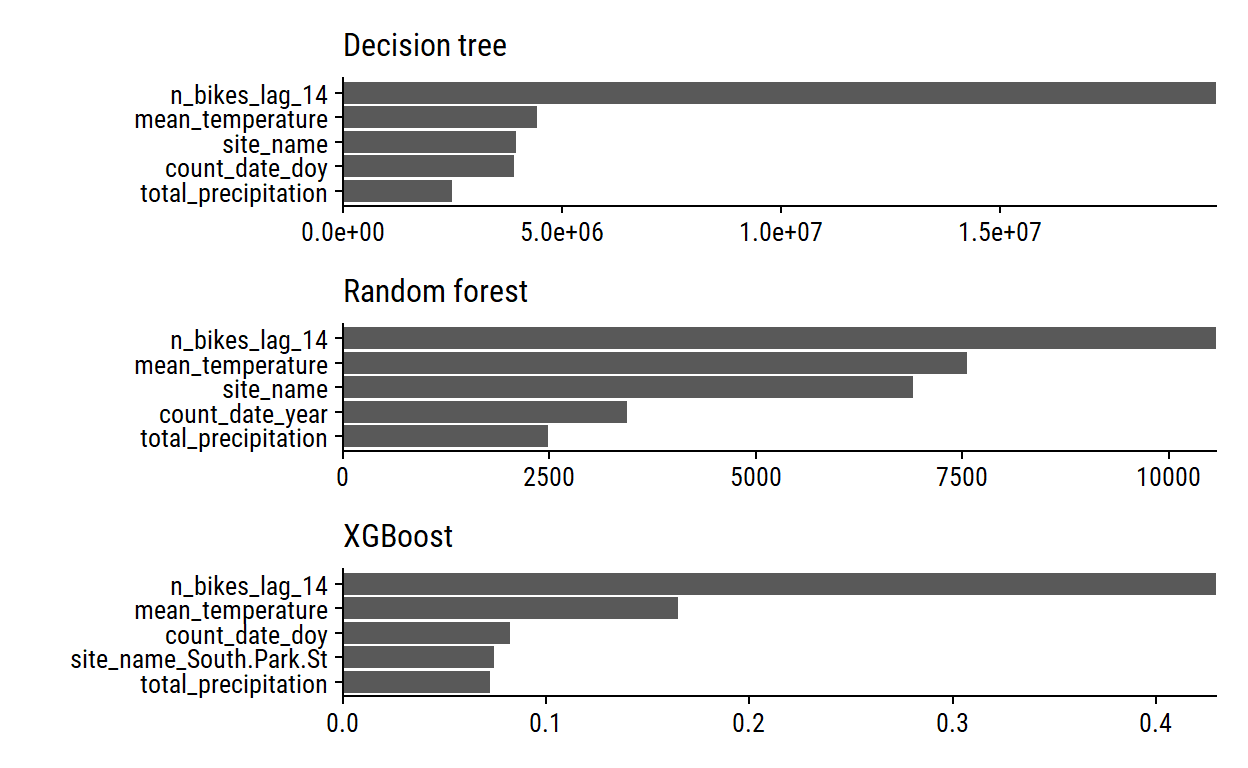 Decision tree
n_bikes_lag_14
mean_temperature
site_name
count_date_doy
total_precipitation
0.0e+00 5.0e+06 1.0e+07 1.5e+07
Random forest
n_bikes_lag_14
mean_temperature
site_name
count_date_year
total_precipitation
0 2500 5000 7500 10000
XGBoost
n_bikes_lag_14
mean_temperature
count_date_doy
site_name_South.Park.St
total_precipitation
0.0 0.1 0.2 0.3 0.4